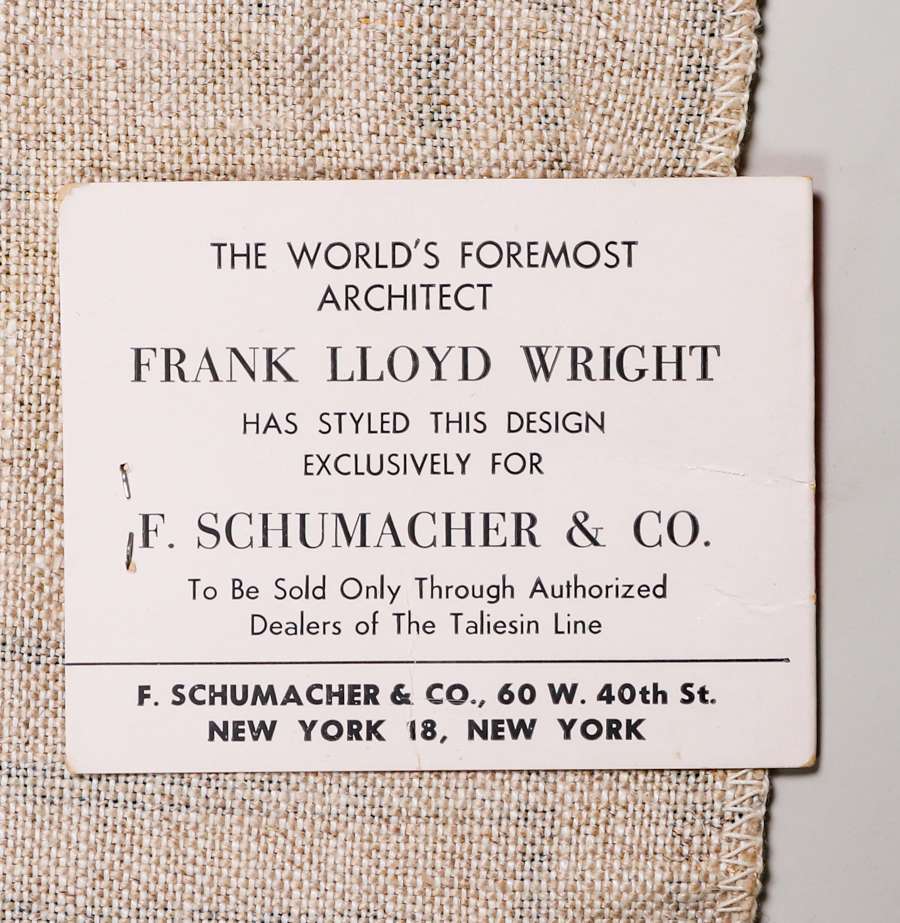 THE WORLD'S FOREMOST
ARCHITECT
FRANK LLOYD WRIGHT
HAS STYLED THIS DESIGN
EXCLUSIVELY FOR
F. SCHUMACHER & CO.
To Be Sold Only Through Authorized
Dealers of The Taliesin Line
F. SCHUMACHER & CO., 60 W. 40th St.
NEW YORK 18, NEW YORK